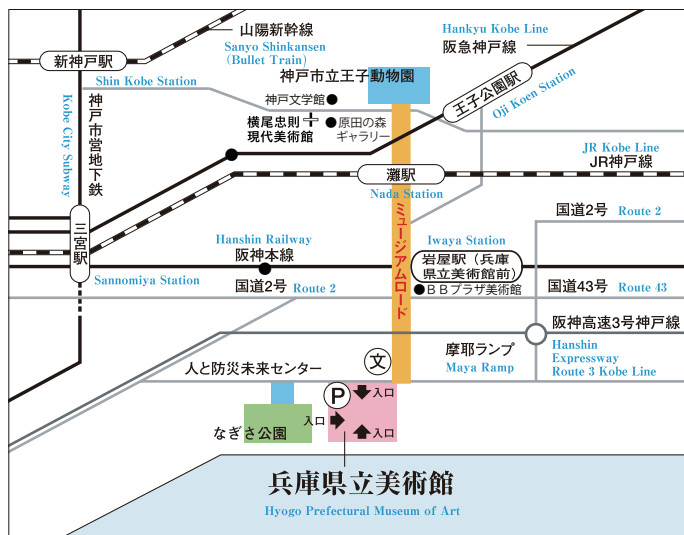 山陽新幹線
Sanyo Shinkansen
(Bullet Train)
Hankyu Kobe Line
阪急神戸線
新神戸駅
Shin Kobe Station
神戸市立王子動物園
神戸文学館
横尾忠則
現代美術館
原田の森
ギャラリー
王子公園駅
Oji Koen Station
Kobe City Subway
神戸市営地下鉄
JR Kobe Line
JR神戸線
灘駅
Nada Station
ミュージアムロード
国道2号 Route 2
三宮駅
Sannomiya Station
Hanshin Railway
阪神本線
Iwaya Station
岩屋駅（兵庫
県立美術館前）
BBプラザ美術館
国道2号 Route 2
国道43号 Route 43
阪神高速3号神戸線
Hanshin
Expressway
Route 3 Kobe Line
摩耶ランプ
Maya Ramp
文
人と防災未来センター
P
入口
入口
入口
なぎさ公園
兵庫県立美術館
Hyogo Prefectural Museum of Art